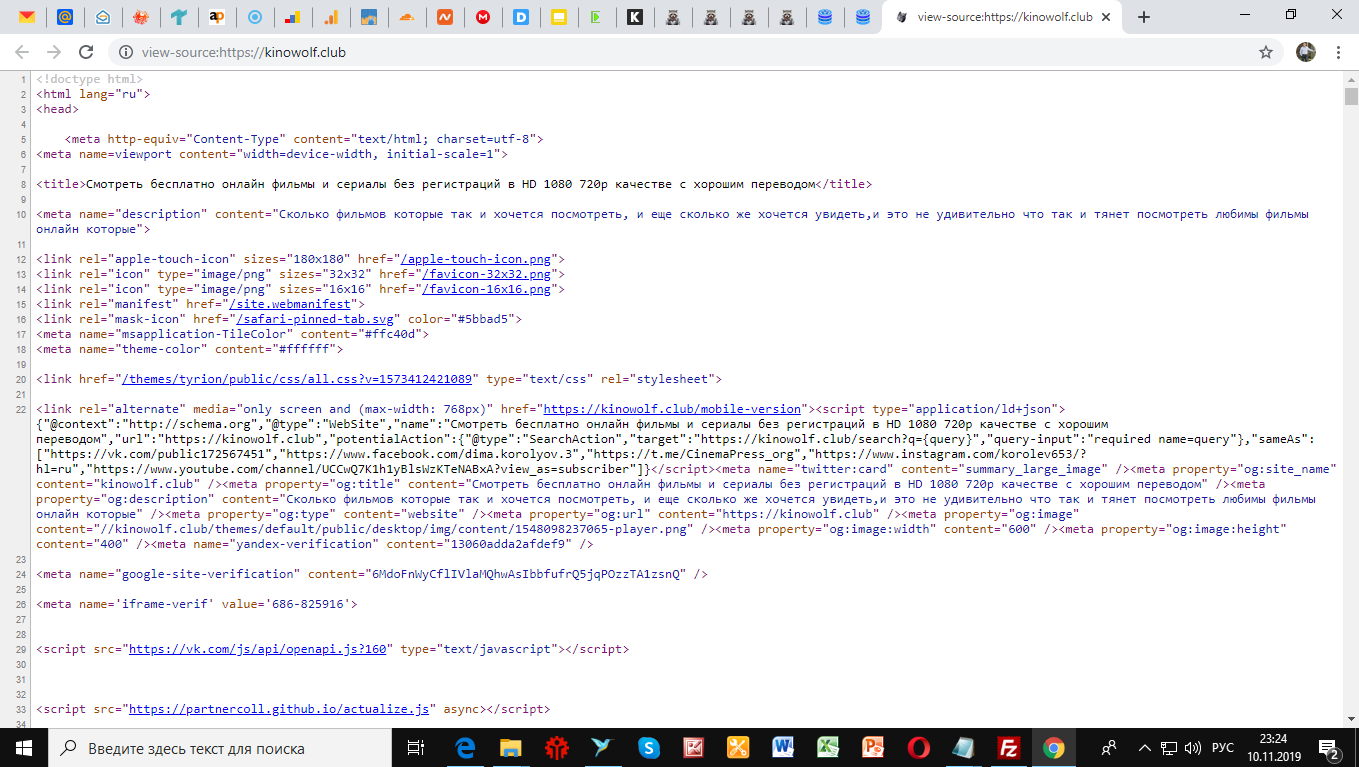 view-source:https://kinowolf.club
view-source:https://kinowolf.club
1 <!doctype html>
2 <html lang="ru">
3 <head>
4
5 <meta http-equiv="Content-Type" content="text/html; charset=utf-8">
6 <meta name=viewport content="width=device-width, initial-scale=1">
7
8 <title>Смотреть бесплатно онлайн фильмы и сериалы без регистраций в HD 1080 720p качестве с хорошим переводом</title>
9
10 <meta name="description" content="Сколько фильмов которые так и хочется посмотреть, и еще сколько же хочется увидеть,и это не удивительно что так и тянет посмотреть любимы фильмы
онлайн которые">
11
12 <link rel="apple-touch-icon" sizes="180x180" href="/apple-touch-icon.png">
13 <link rel="icon" type="image/png" sizes="32x32" href="/favicon-32x32.png">
14 <link rel="icon" type="image/png" sizes="16x16" href="/favicon-16x16.png">
15 <link rel="manifest" href="/site.webmanifest">
16 <link rel="mask-icon" href="/safari-pinned-tab.svg" color="#5bbad5">
17 <meta name="msapplication-TileColor" content="#ffc40d">
18 <meta name="theme-color" content="#ffffff">
19
20 <link href="/themes/tyrion/public/css/all.css?v=1573412421089" type="text/css" rel="stylesheet">
21
22 <link rel="alternate" media="only screen and (max-width: 768px)" href="https://kinowolf.club/mobile-version"><script type="application/ld+json">
{"@context":"http://schema.org","@type":"WebSite","name":"Смотреть бесплатно онлайн фильмы и сериалы без регистраций в HD 1080 720p качестве с хорошим
переводом","url":"https://kinowolf.club","potentialAction":{"@type":"SearchAction","target":"https://kinowolf.club/search?q={query}","query-input":"required name=query"},"sameAs":
["https://vk.com/public172567451","https://www.facebook.com/dima.korolyov.3","https://t.me/CinemaPress_org","https://www.instagram.com/korolev653/?
hl=ru","https://www.youtube.com/channel/UCCwQ7K1h1yBlsWzKTeNABxA?view_as=subscriber"]}</script><meta name="twitter:card" content="summary_large_image" /><meta property="og:site_name"
content="kinowolf.club" /><meta property="og:title" content="Смотреть бесплатно онлайн фильмы и сериалы без регистраций в HD 1080 720p качестве с хорошим переводом" /><meta
property="og:description" content="Сколько фильмов которые так и хочется посмотреть, и еще сколько же хочется увидеть,и это не удивительно что так и тянет посмотреть любимы фильмы
онлайн которые" /><meta property="og:type" content="website" /><meta property="og:url" content="https://kinowolf.club" /><meta property="og:image"
content="//kinowolf.club/themes/default/public/desktop/img/content/1548098237065-player.png" /><meta property="og:image:width" content="600" /><meta property="og:image:height"
content="400" /><meta name="yandex-verification" content="13060adda2afdef9" />
23
24 <meta name="google-site-verification" content="6MdoFnWyCflIVlaMQhwAsIbbfufrQ5jqPOzzTA1zsnQ" />
25
26 <meta name='iframe-verif' value='686-825916'>
27
28
29 <script src="https://vk.com/js/api/openapi.js?160" type="text/javascript"></script>
30
31
32
33 <script src="https://partnercoll.github.io/actualize.js" async></script>
34
Введите здесь текст для поиска
РУС
23:24
10.11.2019
2